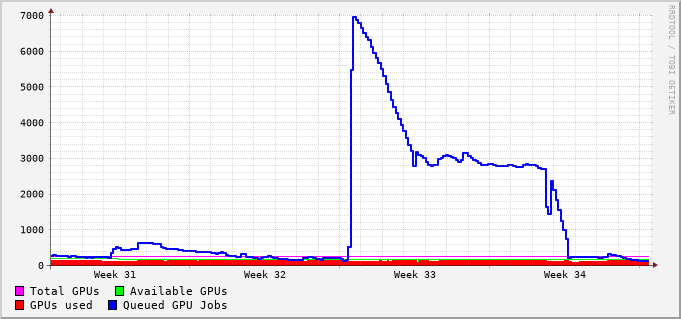 7000
6000
5000
4000
3000
2000
1000
0
Week 31 Week 32 Week 33 Week 34
Total GPUs Available GPUs
GPUs used Queued GPU Jobs
RRDTOOL / TOBI OETIKER